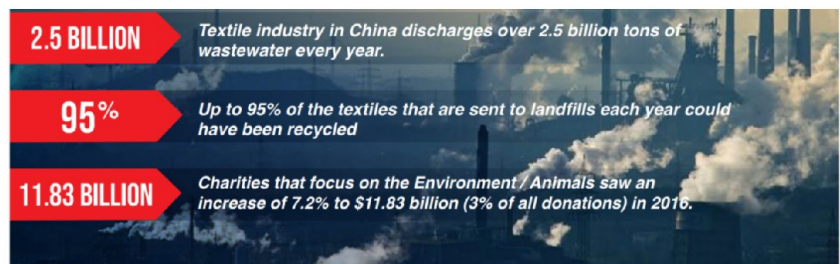 2.5 BILLION
Textile industry in China discharges over 2.5 billion tons of
wastewater every year.
95%
Up to 95% of the textiles that are sent to landfills each year could
have been recycled
11.83 BILLION
Charities that focus on the Environment / Animals saw an
increase of 7.2% to $11.83 billion (3% of all donations) in 2016.